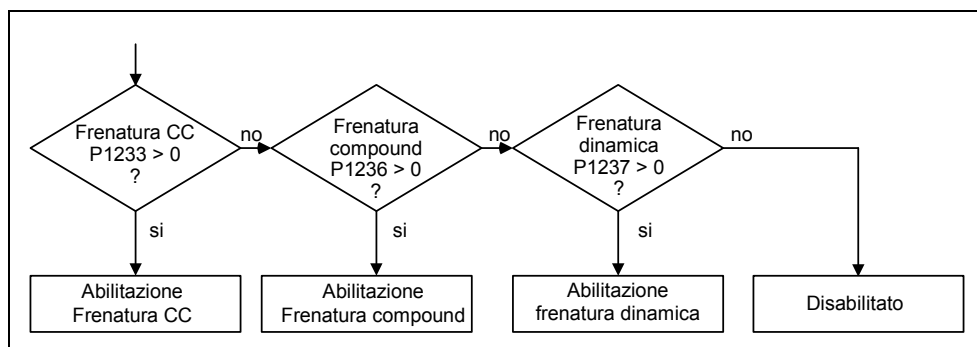 Frenatura CC
P1233 > 0
?
no
Frenatura
compound
P1236 > 0
?
no
Frenatura
dinamica
P1237 > 0
?
no
si
si
si
Abilitazione
Frenatura CC
Abilitazione
Frenatura compound
Abilitazione
frenatura dinamica
Disabilitato